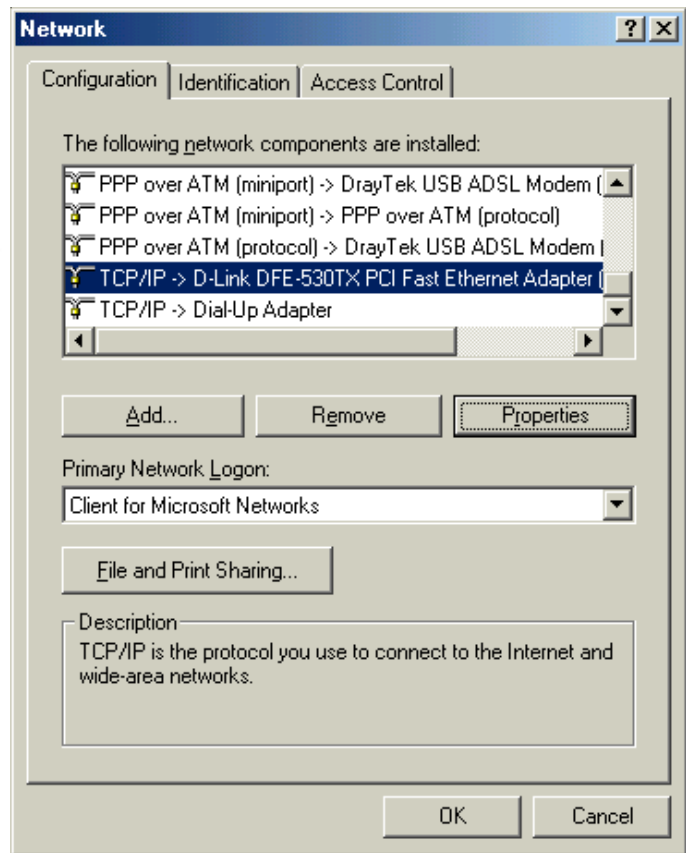 Network
Configuration Identification Access Control
The following network components are installed:
PPP over ATM (miniport) -> DrayTek USB ADSL Modem (
PPP over ATM (miniport) -> PPP over ATM (protocol)
PPP over ATM (protocol) -> DrayTek USB ADSL Modem (
TCP/IP -> D-Link DFE-530TX PCI Fast Ethernet Adapter (
TCP/IP -> Dial-Up Adapter
Add... Remove Properties
Primary Network Logon:
Client for Microsoft Networks
File and Print Sharing...
Description
TCP/IP is the protocol you use to connect to the Internet and
wide-area networks.
OK Cancel